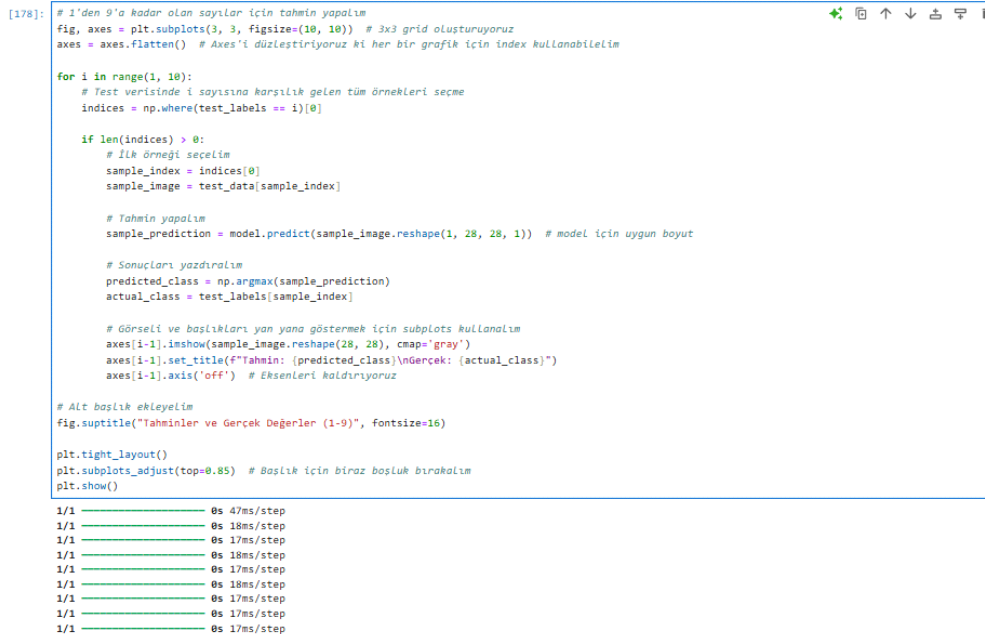 [178]: # 1'den 9'a kadar olan sayılar için tahmin yapalım
fig, axes = plt.subplots(3, 3, figsize=(10, 10))  # 3x3 grid oluşturuyoruz
axes = axes.flatten()  # Axes'i düzleştiriyoruz ki her bir grafik için index kullanabilelim

for i in range(1, 10):
    # Test verisinde i sayısına karşılık gelen tüm örnekleri seçme
    indices = np.where(test_labels == i)[0]

    if len(indices) > 0:
        # İlk örneği seçelim
        sample_index = indices[0]
        sample_image = test_data[sample_index]

        # Tahmin yapalım
        sample_prediction = model.predict(sample_image.reshape(1, 28, 28, 1))  # model için uygun boyut

        # Sonuçları yazdıralım
        predicted_class = np.argmax(sample_prediction)
        actual_class = test_labels[sample_index]

        # Görseli ve başlıkları yan yana göstermek için subplots kullanalım
        axes[i-1].imshow(sample_image.reshape(28, 28), cmap='gray')
        axes[i-1].set_title(f"Tahmin: {predicted_class}\nGerçek: {actual_class}")
        axes[i-1].axis('off')  # Eksenleri kaldırıyoruz

# Alt başlık ekleyelim
fig.suptitle("Tahminler ve Gerçek Değerler (1-9)", fontsize=16)

plt.tight_layout()
plt.subplots_adjust(top=0.85)  # Başlık için biraz boşluk bırakalım
plt.show()
1/1 0s 47ms/step
1/1 0s 18ms/step
1/1 0s 17ms/step
1/1 0s 18ms/step
1/1 0s 17ms/step
1/1 0s 18ms/step
1/1 0s 17ms/step
1/1 0s 17ms/step
1/1 0s 17ms/step